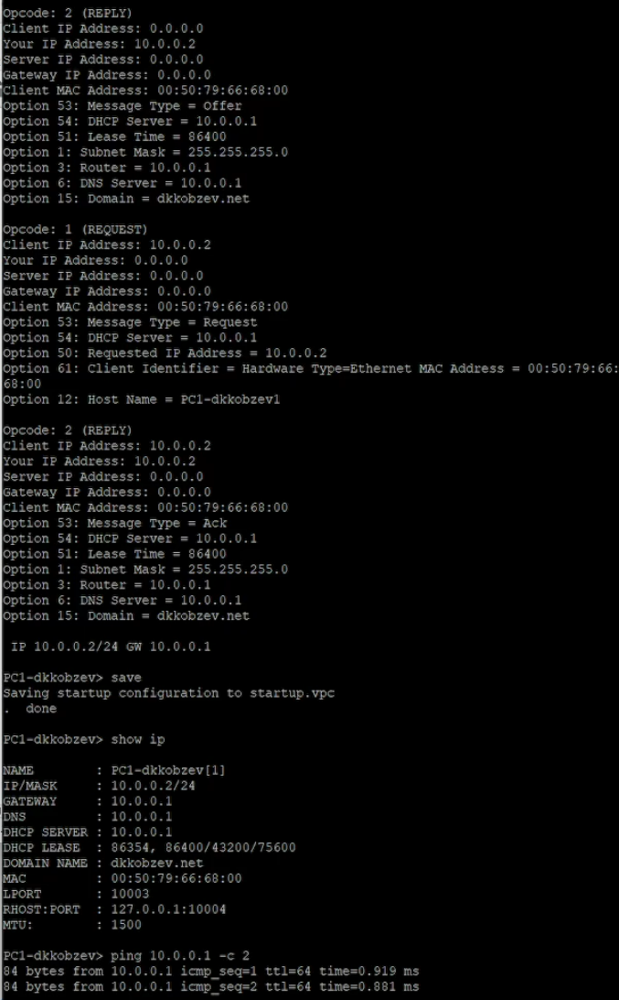 Opcode: 2 (REPLY)
Client IP Address: 0.0.0.0
Your IP Address: 10.0.0.2
Server IP Address: 0.0.0.0
Gateway IP Address: 0.0.0.0
Client MAC Address: 00:50:79:66:68:00
Option 53: Message Type = Offer
Option 54: DHCP Server = 10.0.0.1
Option 51: Lease Time = 86400
Option 1: Subnet Mask = 255.255.255.0
Option 3: Router = 10.0.0.1
Option 6: DNS Server = 10.0.0.1
Option 15: Domain = dkkobzev.net
Opcode: 1 (REQUEST)
Client IP Address: 10.0.0.2
Your IP Address: 0.0.0.0
Server IP Address: 0.0.0.0
Gateway IP Address: 0.0.0.0
Client MAC Address: 00:50:79:66:68:00
Option 53: Message Type = Request
Option 54: DHCP Server = 10.0.0.1
Option 50: Requested IP Address = 10.0.0.2
Option 61: Client Identifier = Hardware Type=Ethernet MAC Address = 00:50:79:66:
68:00
Option 12: Host Name = PC1-dkkobzev1
Opcode: 2 (REPLY)
Client IP Address: 10.0.0.2
Your IP Address: 10.0.0.2
Server IP Address: 0.0.0.0
Gateway IP Address: 0.0.0.0
Client MAC Address: 00:50:79:66:68:00
Option 53: Message Type = Ack
Option 54: DHCP Server = 10.0.0.1
Option 51: Lease Time = 86400
Option 1: Subnet Mask = 255.255.255.0
Option 3: Router = 10.0.0.1
Option 6: DNS Server = 10.0.0.1
Option 15: Domain = dkkobzev.net
IP 10.0.0.2/24 GW 10.0.0.1
PC1-dkkobzev> save
Saving startup configuration to startup.vpc
.  done
PC1-dkkobzev> show ip
NAME        : PC1-dkkobzev[1]
IP/MASK     : 10.0.0.2/24
GATEWAY     : 10.0.0.1
DNS         : 10.0.0.1
DHCP SERVER : 10.0.0.1
DHCP LEASE  : 86354, 86400/43200/75600
DOMAIN NAME : dkkobzev.net
MAC         : 00:50:79:66:68:00
LPORT       : 10003
RHOST:PORT  : 127.0.0.1:10004
MTU:        : 1500
PC1-dkkobzev> ping 10.0.0.1 -c 2
84 bytes from 10.0.0.1 icmp_seq=1 ttl=64 time=0.919 ms
84 bytes from 10.0.0.1 icmp_seq=2 ttl=64 time=0.881 ms